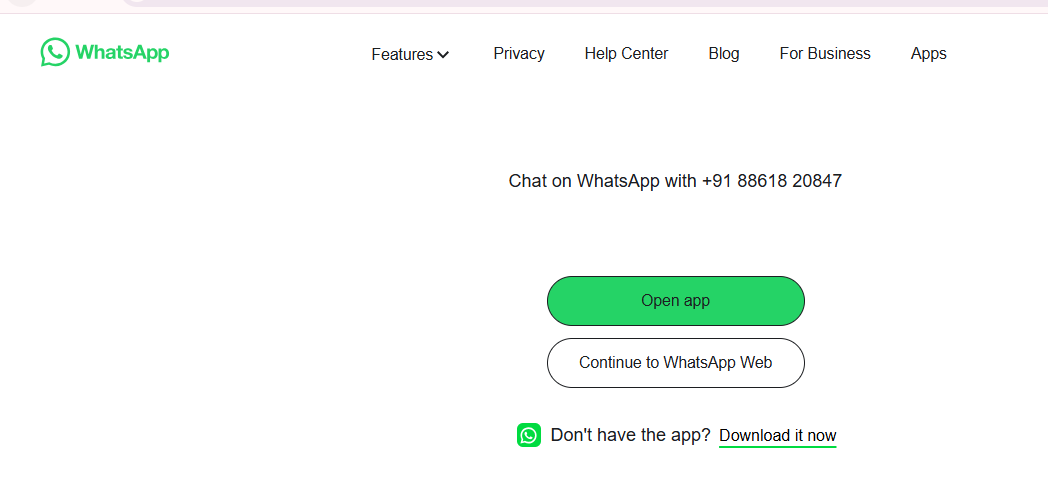 WhatsApp
Features Privacy Help Center Blog For Business Apps
Chat on WhatsApp with +91 88618 20847
Open app
Continue to WhatsApp Web
Don't have the app? Download it now